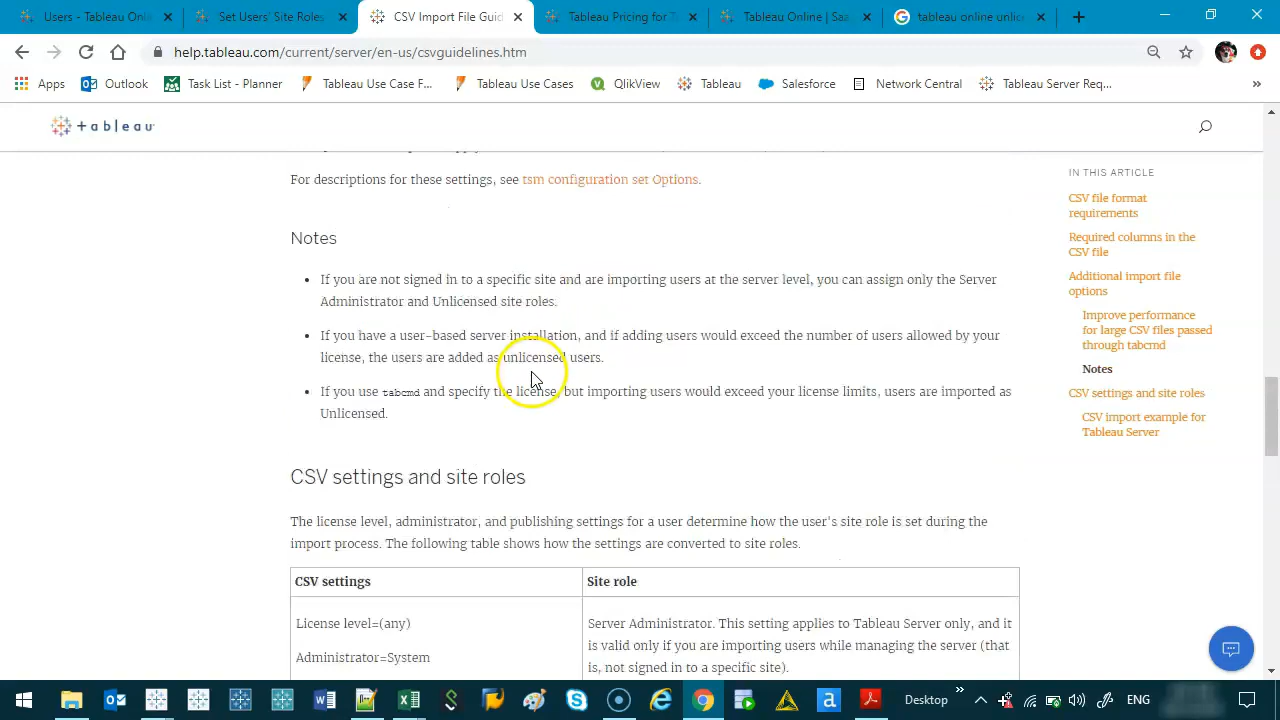 Users - Tableau Onli
Set Users' Site Roles
CSV Import File Guid
Tableau Pricing for T
Tableau Online | Saa
tableau online unlic
help.tableau.com/current/server/en-us/csvguidelines.htm
Apps
Outlook
Task List - Planner
Tableau Use Case F...
Tableau Use Cases
QlikView
Tableau
Salesforce
Network Central
Tableau Server Req...
+ a b | e a u
For descriptions for these settings, see tsm configuration set Options.
Notes
• If you are not signed in to a specific site and are importing users at the server level, you can assign only the Server
Administrator and Unlicensed site roles.
• If you have a user-based server installation, and if adding users would exceed the number of users allowed by your
license, the users are added as unlicensed users.
• If you use tabcmd and specify the license, but importing users would exceed your license limits, users are imported as
Unlicensed.
CSV settings and site roles
The license level, administrator, and publishing settings for a user determine how the user's site role is set during the
import process. The following table shows how the settings are converted to site roles.
CSV settings
Site role
License level=(any)
Administrator=System
Server Administrator. This setting applies to Tableau Server only, and it
is valid only if you are importing users while managing the server (that
is, not signed in to a specific site).
IN THIS ARTICLE
CSV file format
requirements
Required columns in the
CSV file
Additional import file
options
Improve performance
for large CSV files passed
through tabcmd
Notes
CSV settings and site roles
CSV import example for
Tableau Server
Desktop
ENG